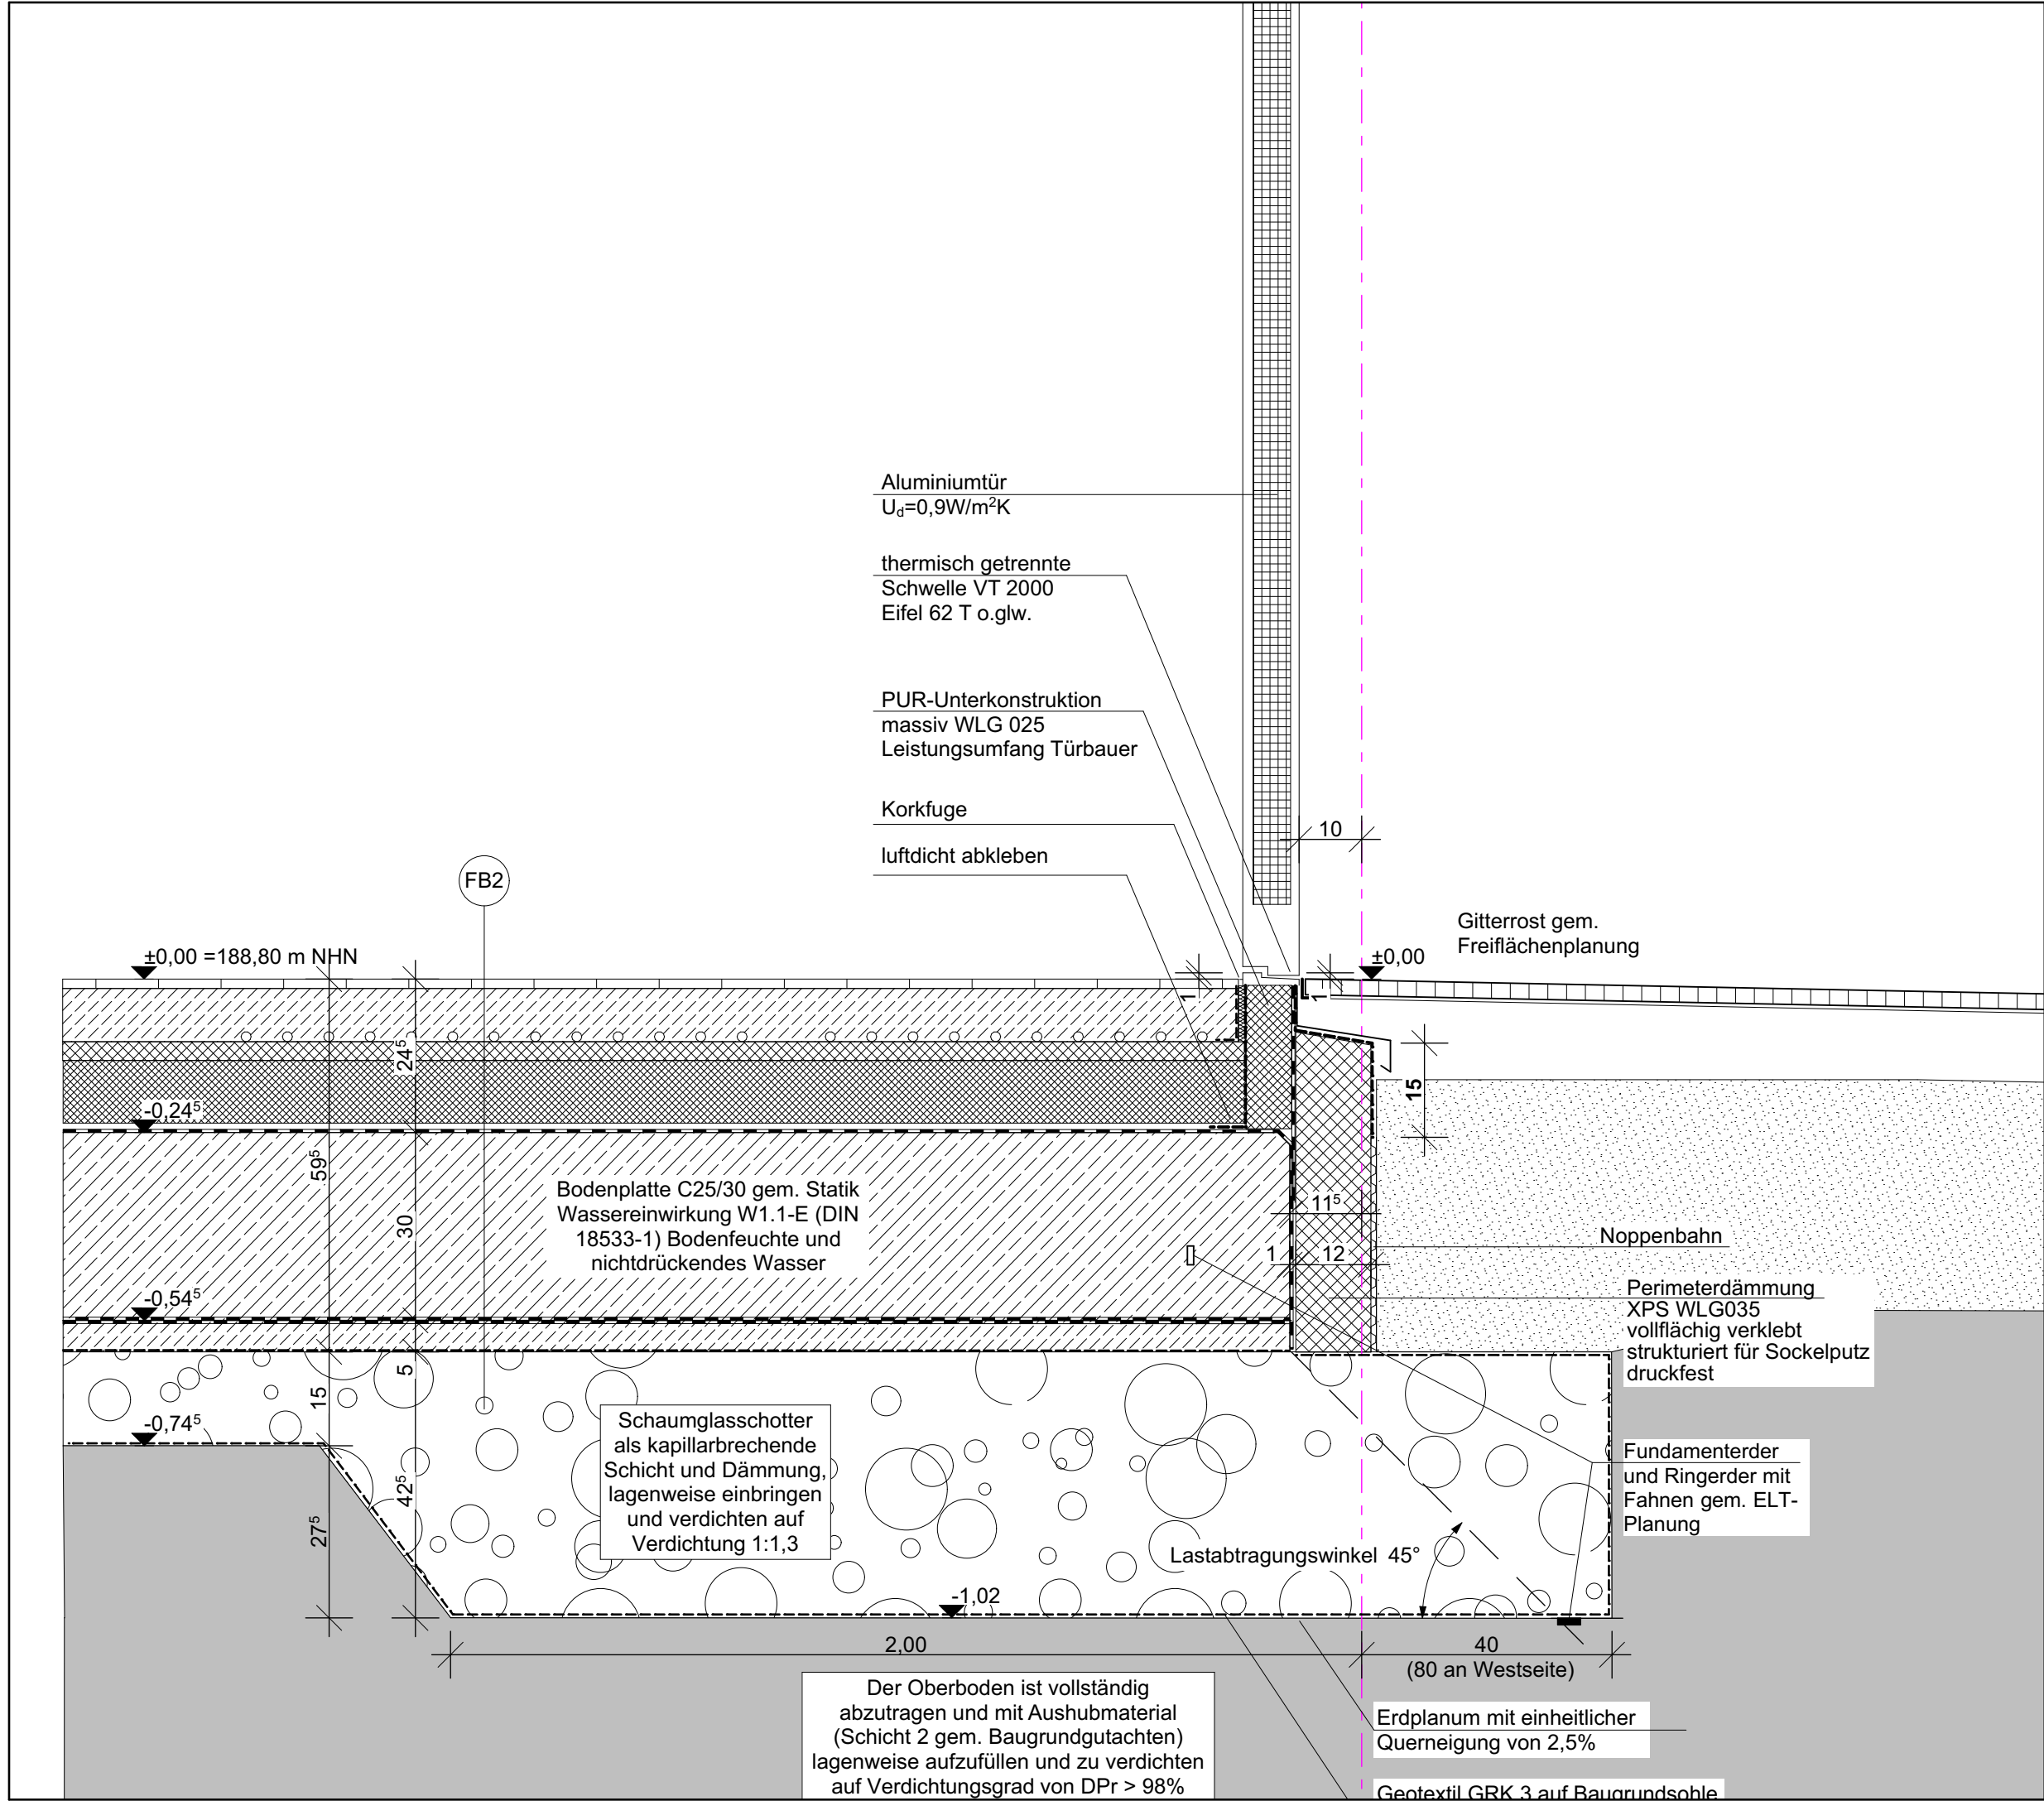 Aluminiumtür
U_d=0,9W/m²K
thermisch getrennte
Schwelle VT 2000
Eifel 62 T o.glw.
PUR-Unterkonstruktion
massiv WLG 025
Leistungsumfang Türbauer
Korkfuge
luftdicht abkleben
10
FB2
Gitterrost gem.
Freiflächenplanung
±0,00 =188,80 m NHN
±0,00
1
1
24⁵
15
-0,24⁵
59⁵
30
Bodenplatte C25/30 gem. Statik
Wassereinwirkung W1.1-E (DIN
18533-1) Bodenfeuchte und
nichtdrückendes Wasser
11⁵
1
12
Noppenbahn
Perimeterdämmung
XPS WLG035
vollflächig verklebt
strukturiert für Sockelputz
druckfest
-0,54⁵
5
15
-0,74⁵
42⁵
27⁵
Schaumglasschotter
als kapillarbrechende
Schicht und Dämmung,
lagenweise einbringen
und verdichten auf
Verdichtung 1:1,3
Fundamenterder
und Ringerder mit
Fahnen gem. ELT-
Planung
Lastabtragungswinkel 45°
-1,02
2,00
40
(80 an Westseite)
Der Oberboden ist vollständig
abzutragen und mit Aushubmaterial
(Schicht 2 gem. Baugrundgutachten)
lagenweise aufzufüllen und zu verdichten
auf Verdichtungsgrad von DPr > 98%
Erdplanum mit einheitlicher
Querneigung von 2,5%
Geotextil GRK 3 auf Baugrundsohle